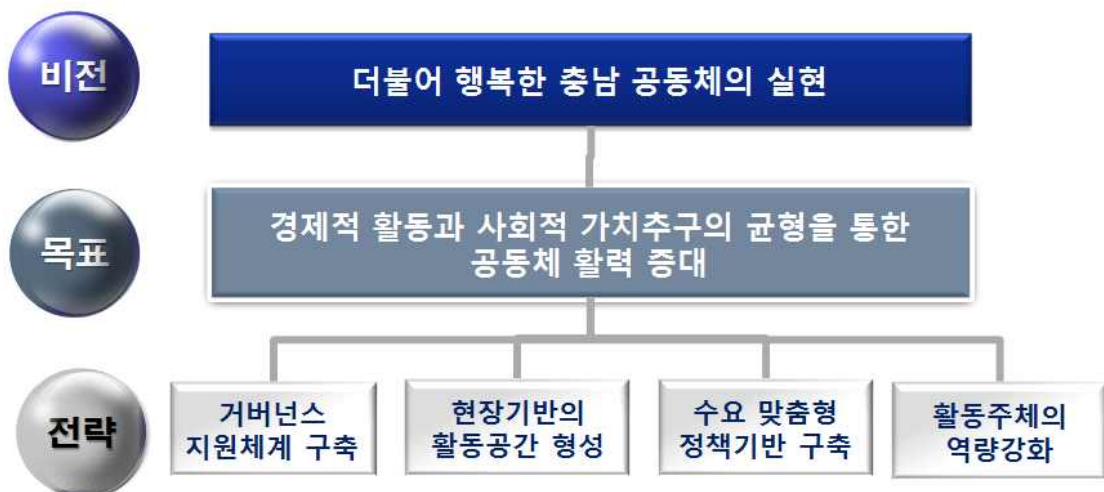 비전
더불어 행복한 충남 공동체의 실현
목표
경제적 활동과 사회적 가치추구의 균형을 통한
공동체 활력 증대
전략
거버넌스
지원체계 구축
현장기반의
활동공간 형성
수요 맞춤형
정책기반 구축
활동주체의
역량강화